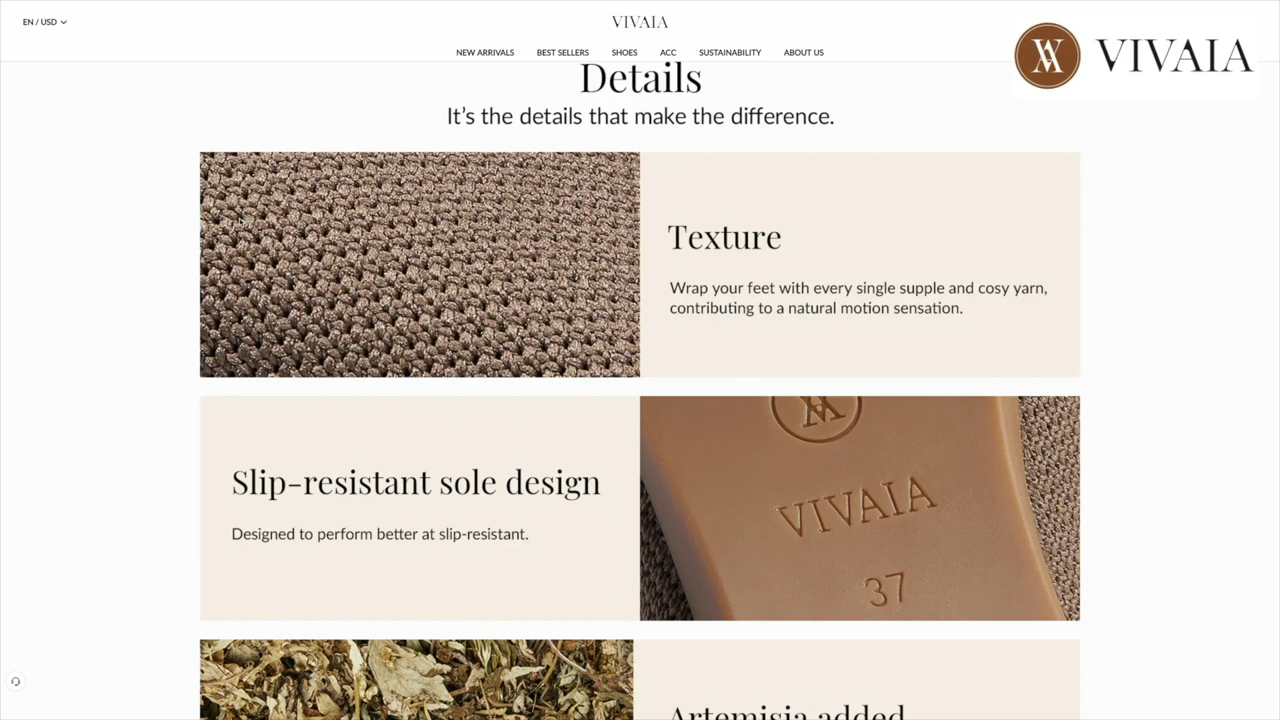 EN / USD
VIVAIA
NEW ARRIVALS BEST SELLERS SHOES ACC SUSTAINABILITY ABOUT US
VIVAIA
Details
It's the details that make the difference.
Texture
Wrap your feet with every single supple and cosy yarn,
contributing to a natural motion sensation.
Slip-resistant sole design
Designed to perform better at slip-resistant.
VIVAIA
37
Artemisia added